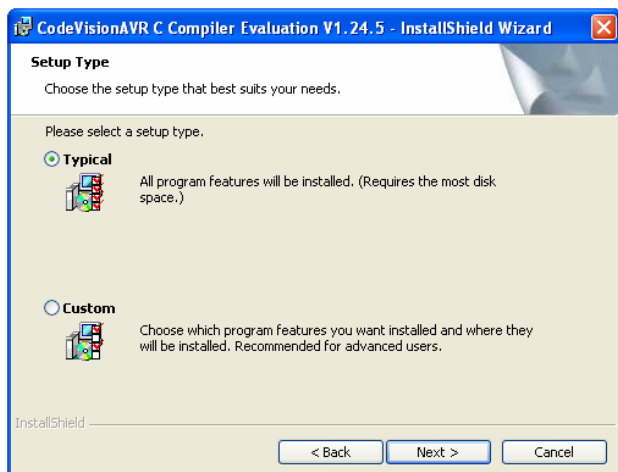 CodeVisionAVR C Compiler Evaluation V1.24.5 - InstallShield Wizard
Setup Type
Choose the setup type that best suits your needs.
Please select a setup type.
Typical
All program features will be installed. (Requires the most disk
space.)
Custom
Choose which program features you want installed and where they
will be installed. Recommended for advanced users.
InstallShield
< Back
Next >
Cancel